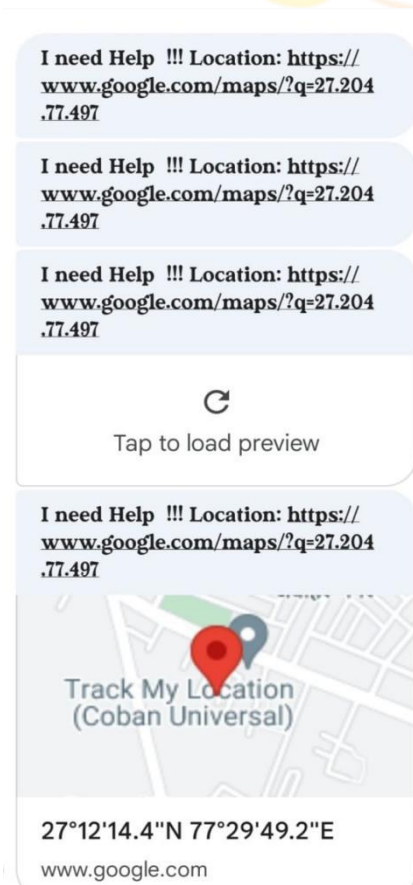 I need Help  !!! Location: https://
www.google.com/maps/?q=27.204
,77.497
I need Help  !!! Location: https://
www.google.com/maps/?q=27.204
,77.497
I need Help  !!! Location: https://
www.google.com/maps/?q=27.204
,77.497
Tap to load preview
I need Help  !!! Location: https://
www.google.com/maps/?q=27.204
,77.497
Track My Location
(Coban Universal)
27°12'14.4"N 77°29'49.2"E
www.google.com